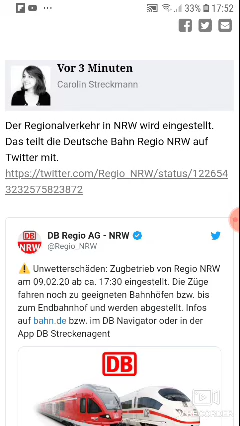 33% 17:52
Vor 3 Minuten
Carolin Streckmann
Der Regionalverkehr in NRW wird eingestellt.
Das teilt die Deutsche Bahn Regio NRW auf
Twitter mit.
https://twitter.com/Regio_NRW/status/122654
3232575823872
DB Regio AG - NRW
@Regio_NRW
DB
NRW
⚠ Unwetterschäden: Zugbetrieb von Regio NRW
am 09.02.20 ab ca. 17:30 eingestellt. Die Züge
fahren noch zu geeigneten Bahnhöfen bzw. bis
zum Endbahnhof und werden abgestellt. Infos
auf bahn.de bzw. im DB Navigator oder in der
App DB Streckenagent
DB